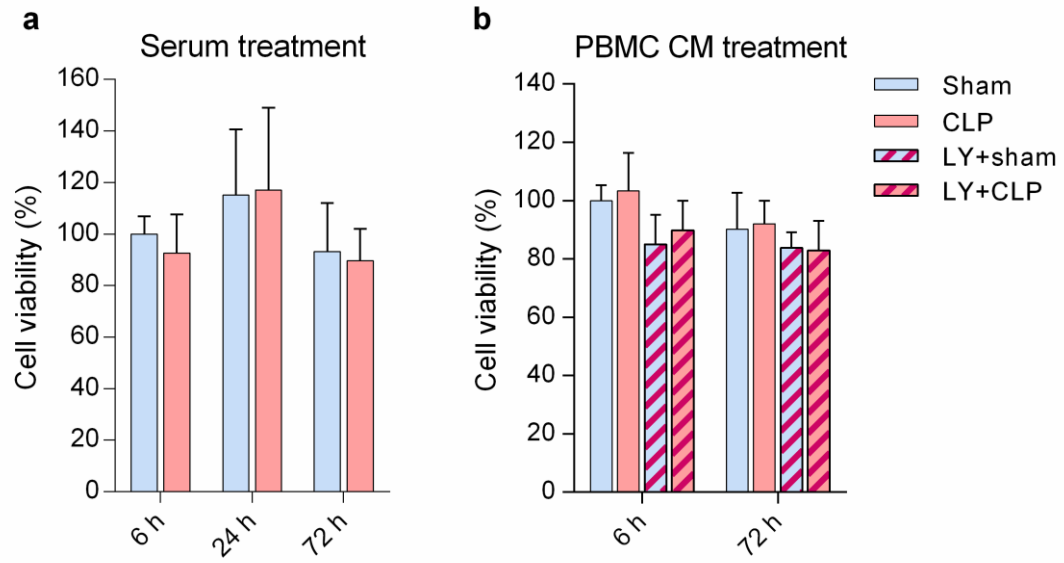 a
Serum treatment
Cell viability (%)
160
140
120
100
80
60
40
20
0
6 h
24 h
72 h
b
PBMC CM treatment
Cell viability (%)
140
120
100
80
60
40
20
0
6 h
72 h
Sham
CLP
LY+sham
LY+CLP